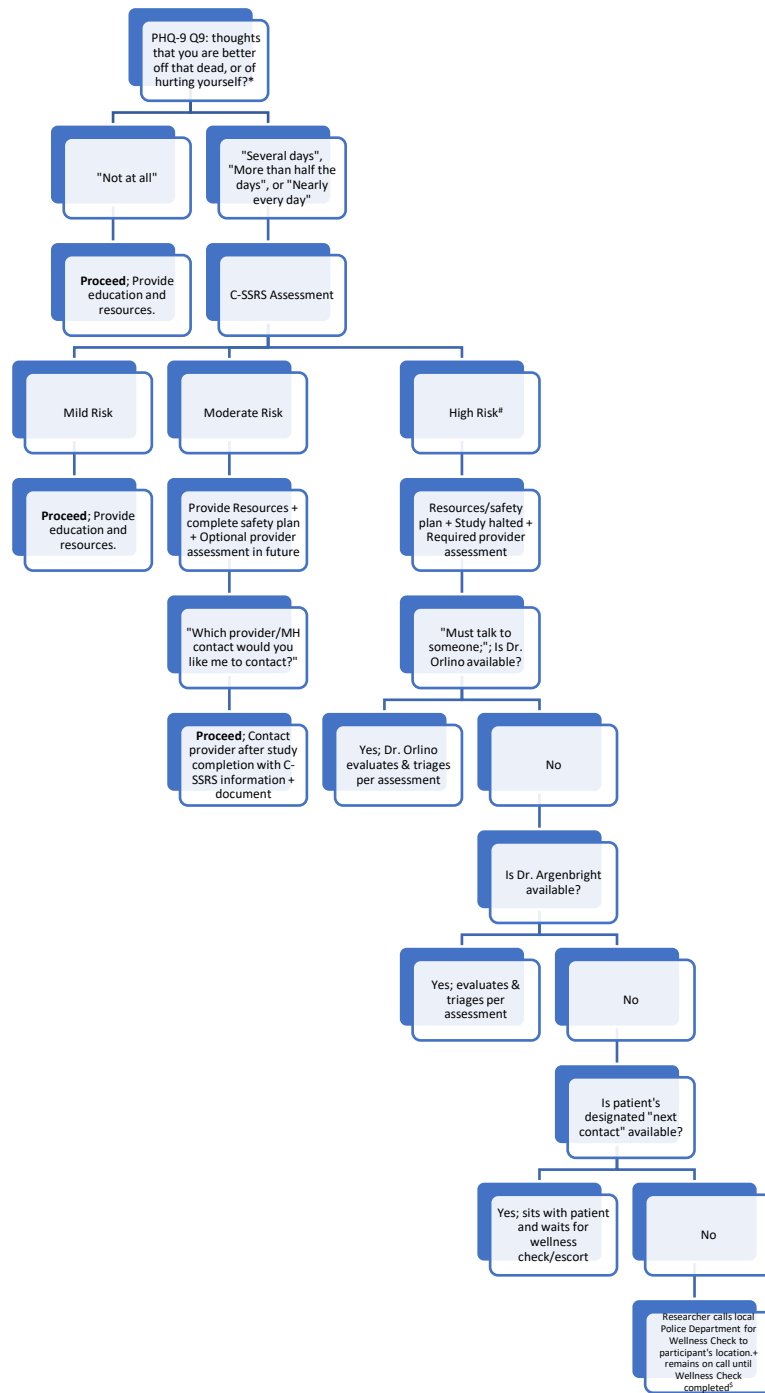 PHQ-9 Q9: thoughts
that you are better
off that dead, or of
hurting yourself?*
"Not at all"
"Several days",
"More than half the
days", or "Nearly
every day"
Proceed; Provide
education and
resources.
C-SSRS Assessment
Mild Risk
Moderate Risk
High Risk#
Proceed; Provide
education and
resources.
Provide Resources +
complete safety plan
+ Optional provider
assessment in future
Resources/safety
plan + Study halted +
Required provider
assessment
"Which provider/MH
contact would you
like me to contact?"
"Must talk to
someone;"; Is Dr.
Orlino available?
Proceed; Contact
provider after study
completion with C-
SSRS information +
document
Yes; Dr. Orlino
evaluates & triages
per assessment
No
Is Dr. Argenbright
available?
Yes; evaluates &
triages per
assessment
No
Is patient's
designated "next
contact" available?
Yes; sits with patient
and waits for
wellness
check/escort
No
Researcher calls local
Police Department for
Wellness Check to
participant's location.+
remains on call until
Wellness Check
completed$